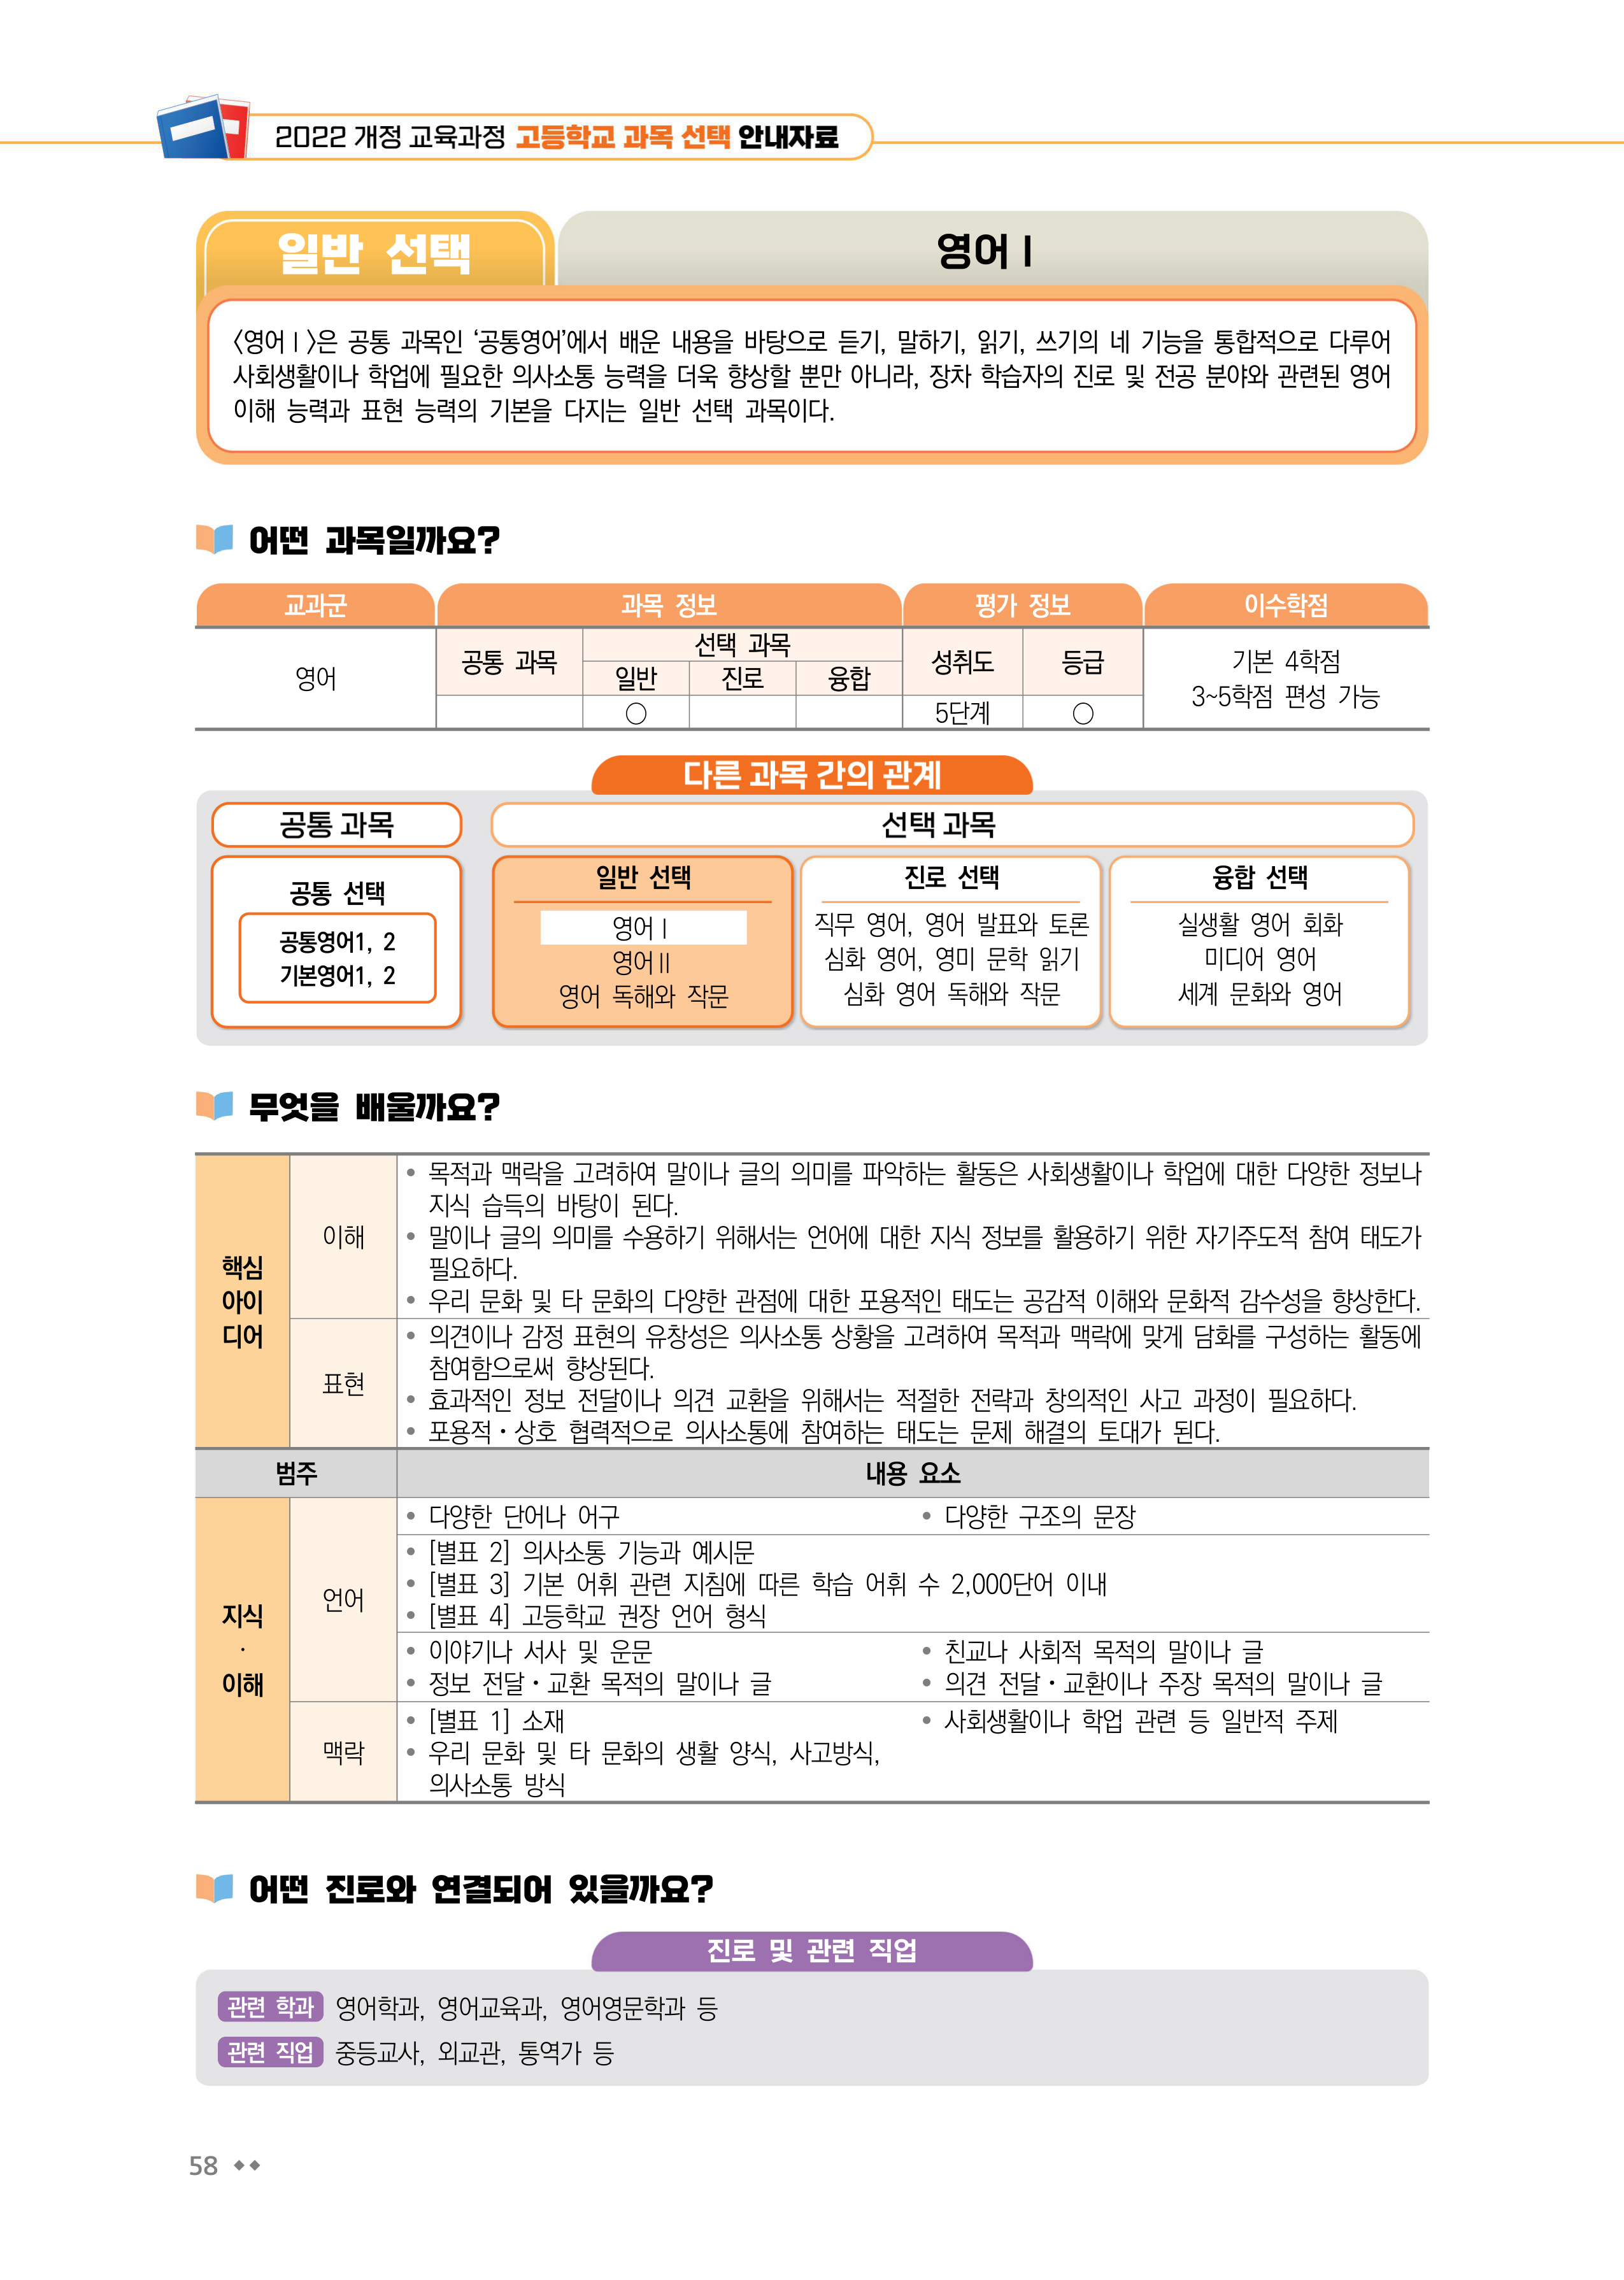 2022 개정 교육과정 고등학교 과목 선택 안내자료
일반 선택
영어Ⅰ
〈영어Ⅰ〉은 공통 과목인 ‘공통영어’에서 배운 내용을 바탕으로 듣기, 말하기, 읽기, 쓰기의 네 기능을 통합적으로 다루어
사회생활이나 학업에 필요한 의사소통 능력을 더욱 향상할 뿐만 아니라, 장차 학습자의 진로 및 전공 분야와 관련된 영어
이해 능력과 표현 능력의 기본을 다지는 일반 선택 과목이다.
어떤 과목일까요?
교과군 과목 정보 평가 정보 이수학점
영어
공통 과목
선택 과목
일반 진로 융합
성취도 등급
○ 5단계 ○
기본 4학점
3~5학점 편성 가능
다른 과목 간의 관계
공통 과목
선택 과목
공통 선택
공통영어1, 2
기본영어1, 2
일반 선택
영어Ⅰ
영어Ⅱ
영어 독해와 작문
진로 선택
직무 영어, 영어 발표와 토론
심화 영어, 영미 문학 읽기
심화 영어 독해와 작문
융합 선택
실생활 영어 회화
미디어 영어
세계 문화와 영어
무엇을 배울까요?
핵심
아이
디어
이해
• 목적과 맥락을 고려하여 말이나 글의 의미를 파악하는 활동은 사회생활이나 학업에 대한 다양한 정보나
지식 습득의 바탕이 된다.
• 말이나 글의 의미를 수용하기 위해서는 언어에 대한 지식 정보를 활용하기 위한 자기주도적 참여 태도가
필요하다.
• 우리 문화 및 타 문화의 다양한 관점에 대한 포용적인 태도는 공감적 이해와 문화적 감수성을 향상한다.
표현
• 의견이나 감정 표현의 유창성은 의사소통 상황을 고려하여 목적과 맥락에 맞게 담화를 구성하는 활동에
참여함으로써 향상된다.
• 효과적인 정보 전달이나 의견 교환을 위해서는 적절한 전략과 창의적인 사고 과정이 필요하다.
• 포용적・상호 협력적으로 의사소통에 참여하는 태도는 문제 해결의 토대가 된다.
범주 내용 요소
지식
·
이해
언어
• 다양한 단어나 어구 • 다양한 구조의 문장
• [별표 2] 의사소통 기능과 예시문
• [별표 3] 기본 어휘 관련 지침에 따른 학습 어휘 수 2,000단어 이내
• [별표 4] 고등학교 권장 언어 형식
• 이야기나 서사 및 운문 • 친교나 사회적 목적의 말이나 글
• 정보 전달・교환 목적의 말이나 글 • 의견 전달・교환이나 주장 목적의 말이나 글
맥락
• [별표 1] 소재 • 사회생활이나 학업 관련 등 일반적 주제
• 우리 문화 및 타 문화의 생활 양식, 사고방식,
의사소통 방식
어떤 진로와 연결되어 있을까요?
진로 및 관련 직업
관련 학과 영어학과, 영어교육과, 영어영문학과 등
관련 직업 중등교사, 외교관, 통역가 등
58